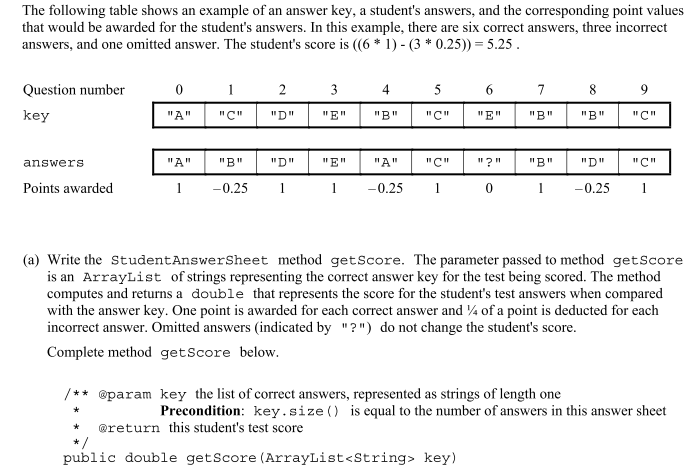 The following table shows an example of an answer key, a student's answers, and the corresponding point values
that would be awarded for the student's answers. In this example, there are six correct answers, three incorrect
answers, and one omitted answer. The student's score is ((6 * 1) - (3 * 0.25)) = 5.25 .
Question number 0 1 2 3 4 5 6 7 8 9
key "A" "C" "D" "E" "B" "C" "E" "B" "B" "C"
answers "A" "B" "D" "E" "A" "C" "?" "B" "D" "C"
Points awarded 1 −0.25 1 1 −0.25 1 0 1 −0.25 1
(a) Write the StudentAnswerSheet method getScore. The parameter passed to method getScore
is an ArrayList of strings representing the correct answer key for the test being scored. The method
computes and returns a double that represents the score for the student's test answers when compared
with the answer key. One point is awarded for each correct answer and ¼ of a point is deducted for each
incorrect answer. Omitted answers (indicated by "?") do not change the student's score.
Complete method getScore below.
/** @param key the list of correct answers, represented as strings of length one
* Precondition: key.size() is equal to the number of answers in this answer sheet
* @return this student's test score
*/
public double getScore(ArrayList<String> key)